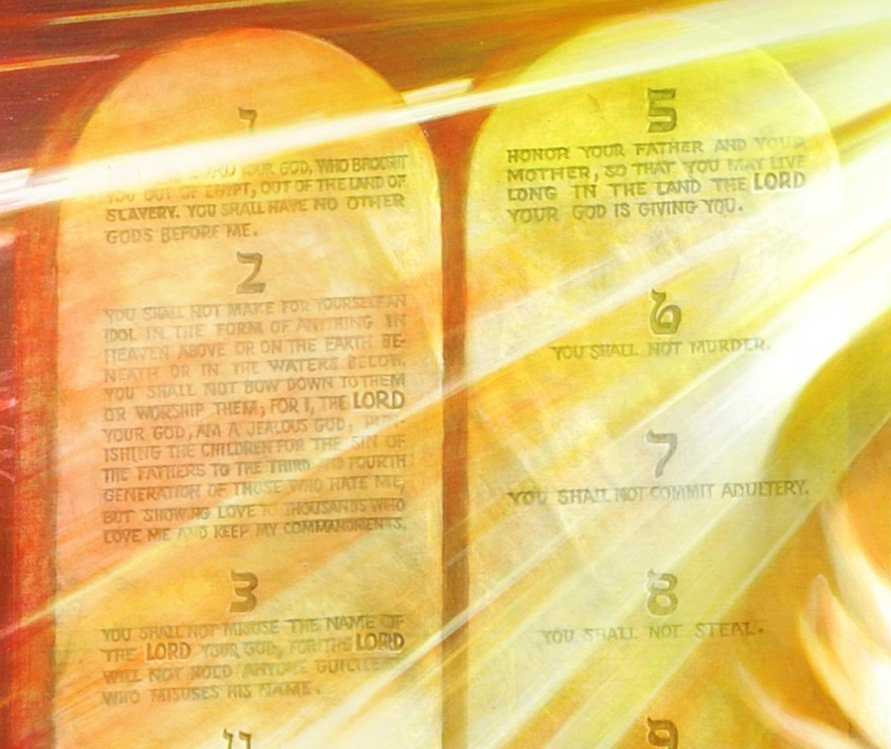 1
LORD YOUR GOD, WHO BROUGHT
YOU OUT OF EGYPT, OUT OF THE LAND OF
SLAVERY. YOU SHALL HAVE NO OTHER
GODS BEFORE ME.
2
YOU SHALL NOT MAKE FOR YOURSELF AN
IDOL IN THE FORM OF ANYTHING IN
HEAVEN ABOVE OR ON THE EARTH BE-
NEATH OR IN THE WATERS BELOW.
YOU SHALL NOT BOW DOWN TO THEM
OR WORSHIP THEM; FOR I, THE LORD
YOUR GOD, AM A JEALOUS GOD, PUN-
ISHING THE CHILDREN FOR THE SIN OF
THE FATHERS TO THE THIRD AND FOURTH
GENERATION OF THOSE WHO HATE ME,
BUT SHOWING LOVE TO THOUSANDS WHO
LOVE ME AND KEEP MY COMMANDMENTS.
3
YOU SHALL NOT MISUSE THE NAME OF
THE LORD YOUR GOD, FOR THE LORD
WILL NOT HOLD ANYONE GUILTLESS
WHO MISUSES HIS NAME.
5
HONOR YOUR FATHER AND YOUR
MOTHER, SO THAT YOU MAY LIVE
LONG IN THE LAND THE LORD
YOUR GOD IS GIVING YOU.
6
YOU SHALL NOT MURDER.
7
YOU SHALL NOT COMMIT ADULTERY.
8
YOU SHALL NOT STEAL.
9